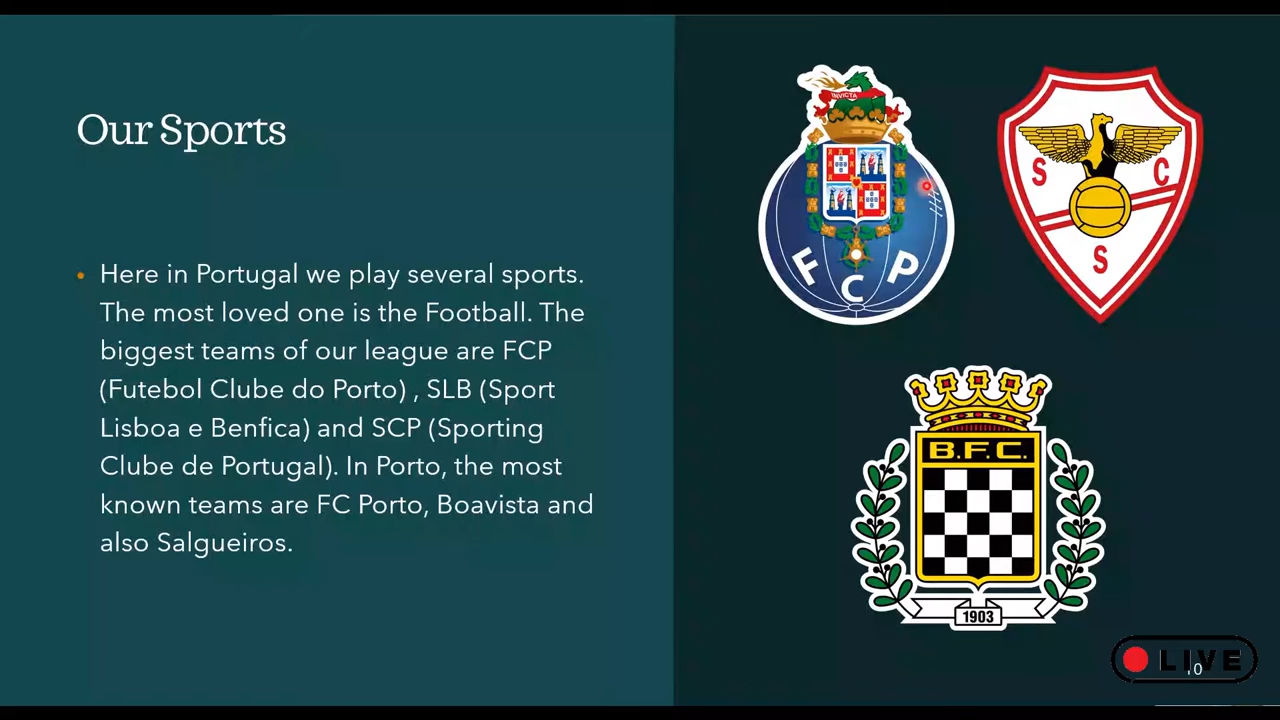 Our Sports
• Here in Portugal we play several sports.
The most loved one is the Football. The
biggest teams of our league are FCP
(Futebol Clube do Porto) , SLB (Sport
Lisboa e Benfica) and SCP (Sporting
Clube de Portugal). In Porto, the most
known teams are FC Porto, Boavista and
also Salgueiros.
INVICTA
F C P
S C
S
B.F.C.
1903
LIVE